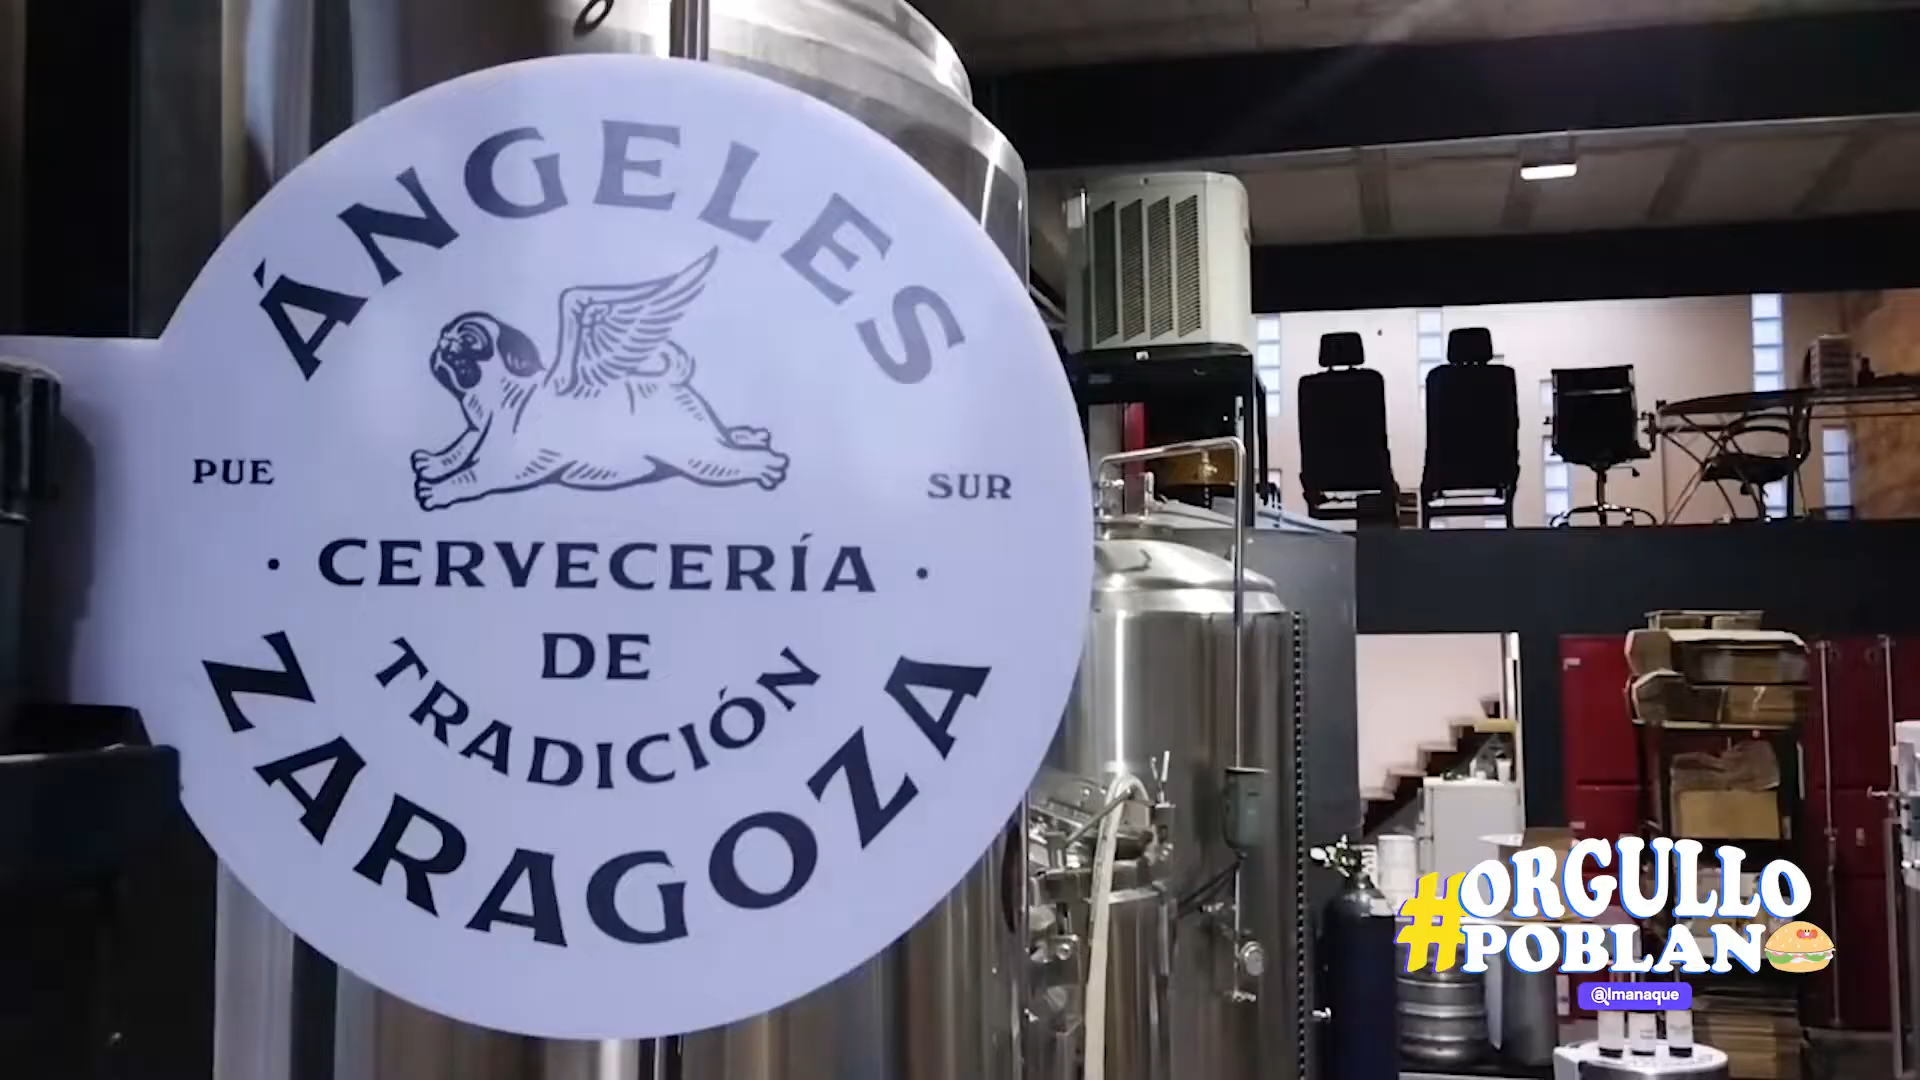 ÁNGELES
PUE SUR
· CERVECERÍA ·
DE
TRADICIÓN
ZARAGOZA
#ORGULLO
POBLANO
@lmanaque